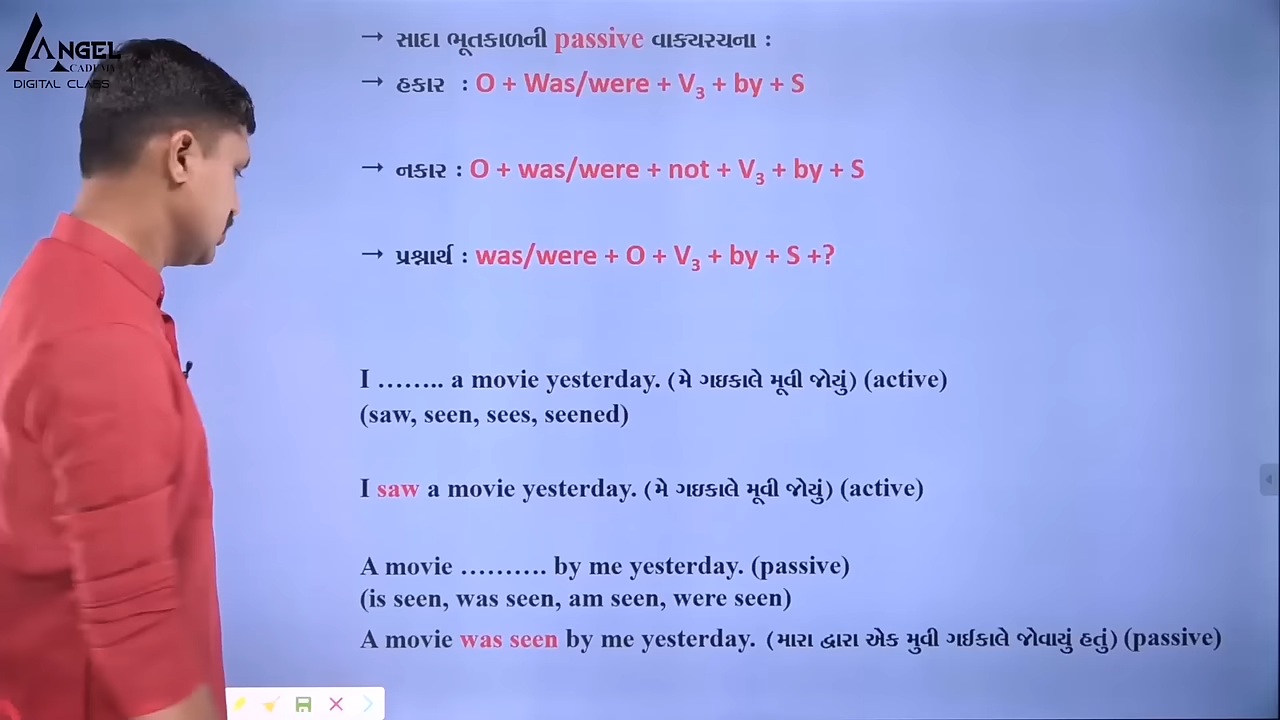 ANGEL
ACADEMY
DIGITAL CLASS
→ સાદા ભૂતકાળની passive વાક્યરચના :
→ હકાર : O + Was/were + V3 + by + S
→ નકાર : O + was/were + not + V3 + by + S
→ પ્રશ્નાર્થ : was/were + O + V3 + by + S +?
I …….. a movie yesterday. (મે ગઇકાલે મૂવી જોયું) (active)
(saw, seen, sees, seened)
I saw a movie yesterday. (મે ગઇકાલે મૂવી જોયું) (active)
A movie ………. by me yesterday. (passive)
(is seen, was seen, am seen, were seen)
A movie was seen by me yesterday. (મારા દ્વારા એક મુવી ગઈકાલે જોવાયું હતું) (passive)